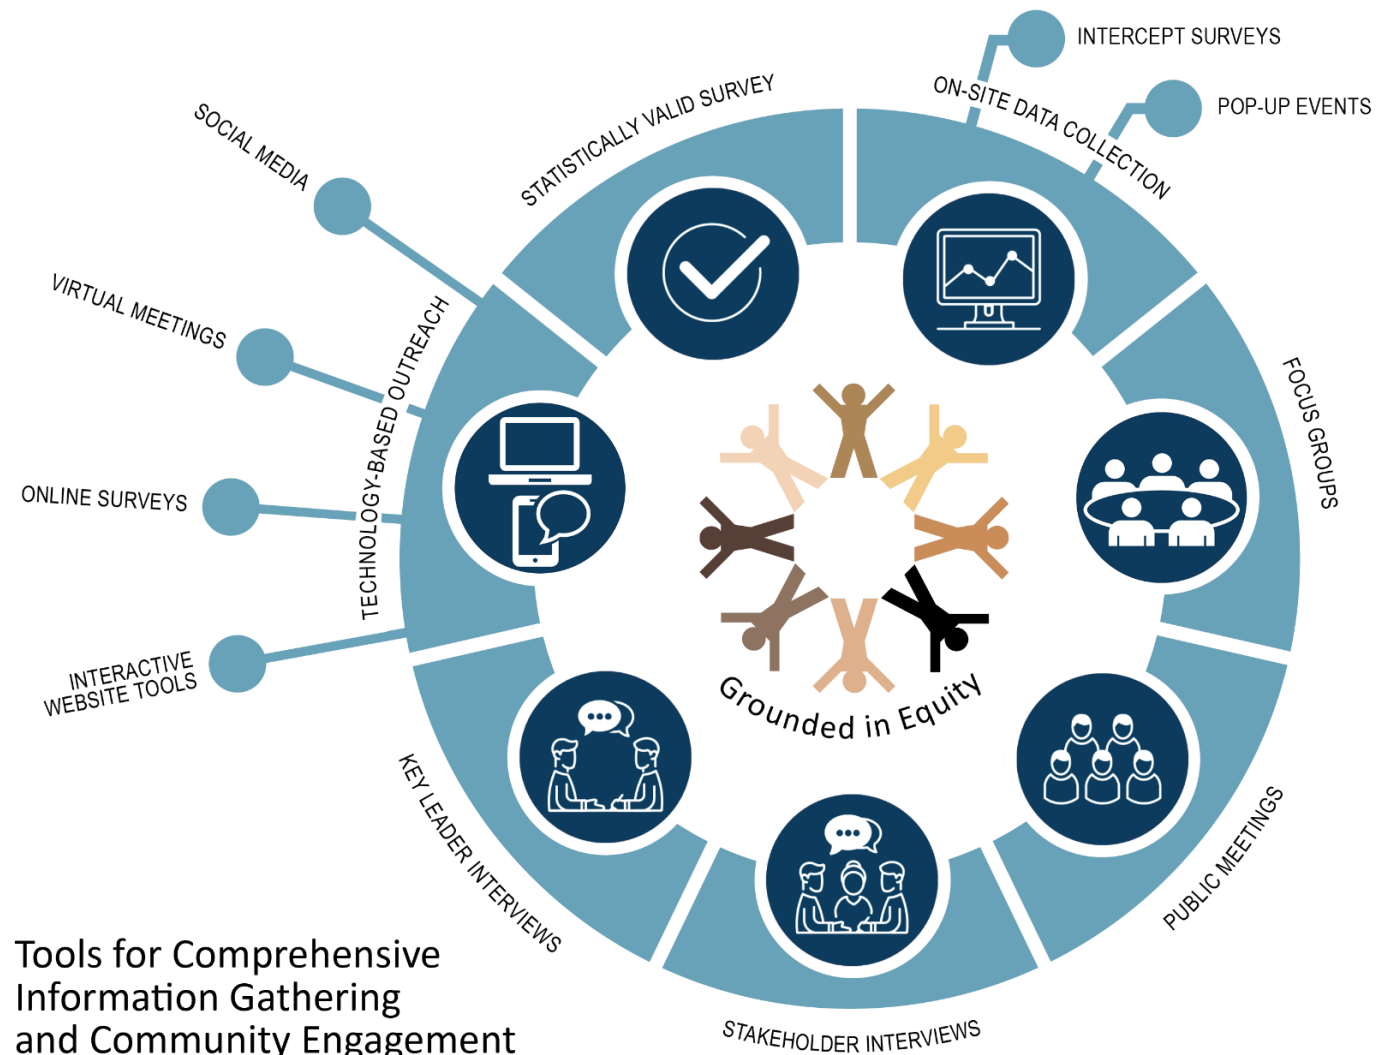 INTERCEPT SURVEYS
ON-SITE DATA COLLECTION
POP-UP EVENTS
STATISTICALLY VALID SURVEY
SOCIAL MEDIA
VIRTUAL MEETINGS
TECHNOLOGY-BASED OUTREACH
ONLINE SURVEYS
INTERACTIVE
WEBSITE TOOLS
FOCUS GROUPS
Grounded in Equity
KEY LEADER INTERVIEWS
PUBLIC MEETINGS
STAKEHOLDER INTERVIEWS
Tools for Comprehensive
Information Gathering
and Community Engagement